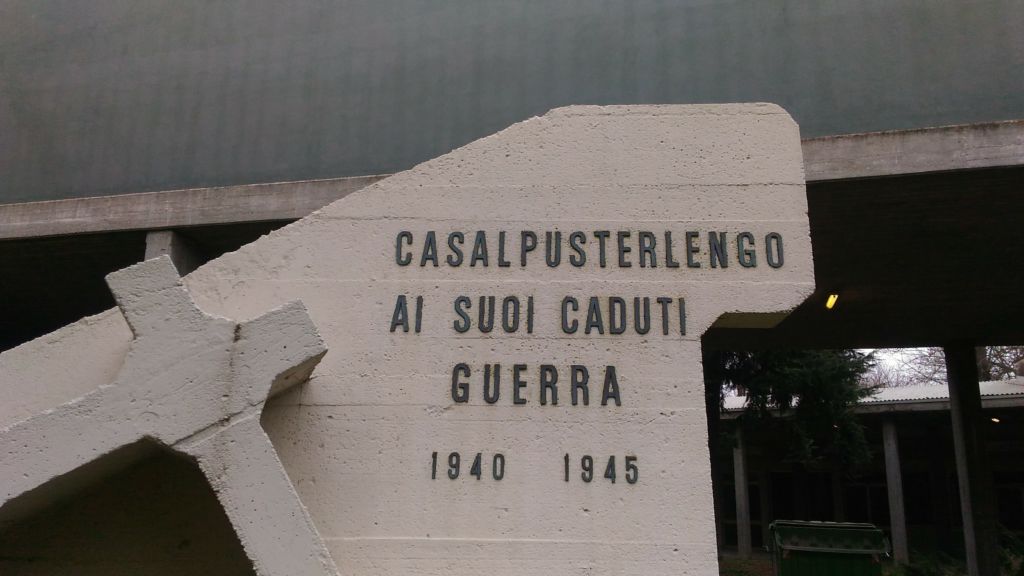 CASALPUSTERLENGO
AI SUOI CADUTI
GUERRA
1940 1945